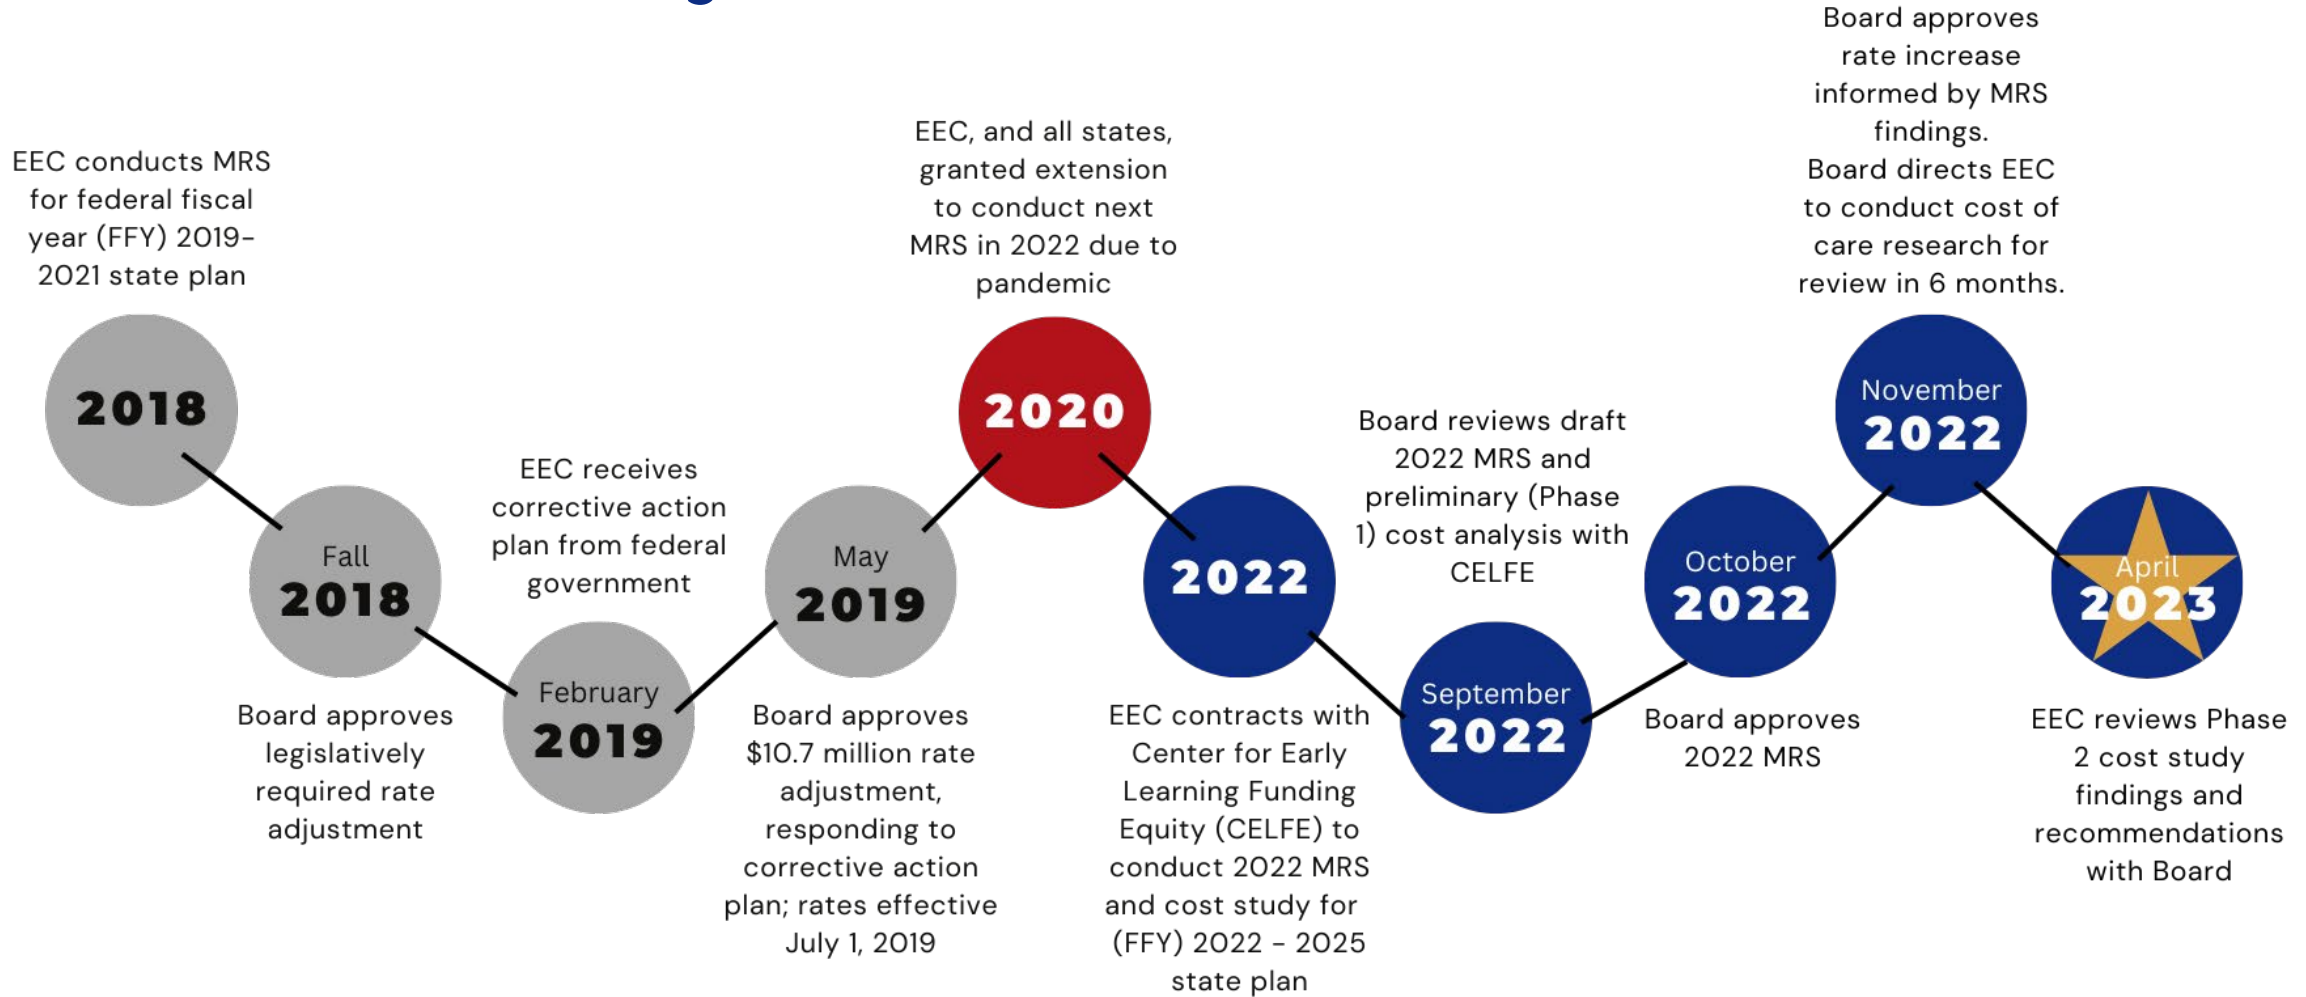 EEC conducts MRS
for federal fiscal
year (FFY) 2019-
2021 state plan
2018
Fall
2018
Board approves
legislatively
required rate
adjustment
EEC receives
corrective action
plan from federal
government
February
2019
May
2019
Board approves
$10.7 million rate
adjustment,
responding to
corrective action
plan; rates effective
July 1, 2019
EEC, and all states,
granted extension
to conduct next
MRS in 2022 due to
pandemic
2020
2022
EEC contracts with
Center for Early
Learning Funding
Equity (CELFE) to
conduct 2022 MRS
and cost study for
(FFY) 2022 - 2025
state plan
Board reviews draft
2022 MRS and
preliminary (Phase
1) cost analysis with
CELFE
September
2022
October
2022
Board approves
2022 MRS
Board approves
rate increase
informed by MRS
findings.
Board directs EEC
to conduct cost of
care research for
review in 6 months.
November
2022
April
2023
EEC reviews Phase
2 cost study
findings and
recommendations
with Board